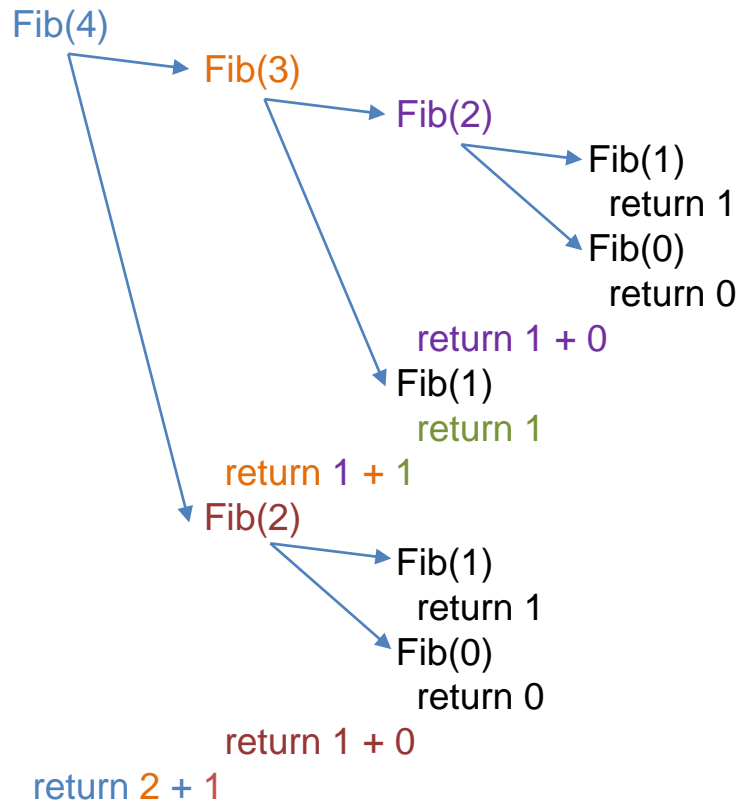 Fib(4)
Fib(3)
Fib(2)
Fib(1)
return 1
Fib(0)
return 0
return 1 + 0
Fib(1)
return 1
return 1 + 1
Fib(2)
Fib(1)
return 1
Fib(0)
return 0
return 1 + 0
return 2 + 1